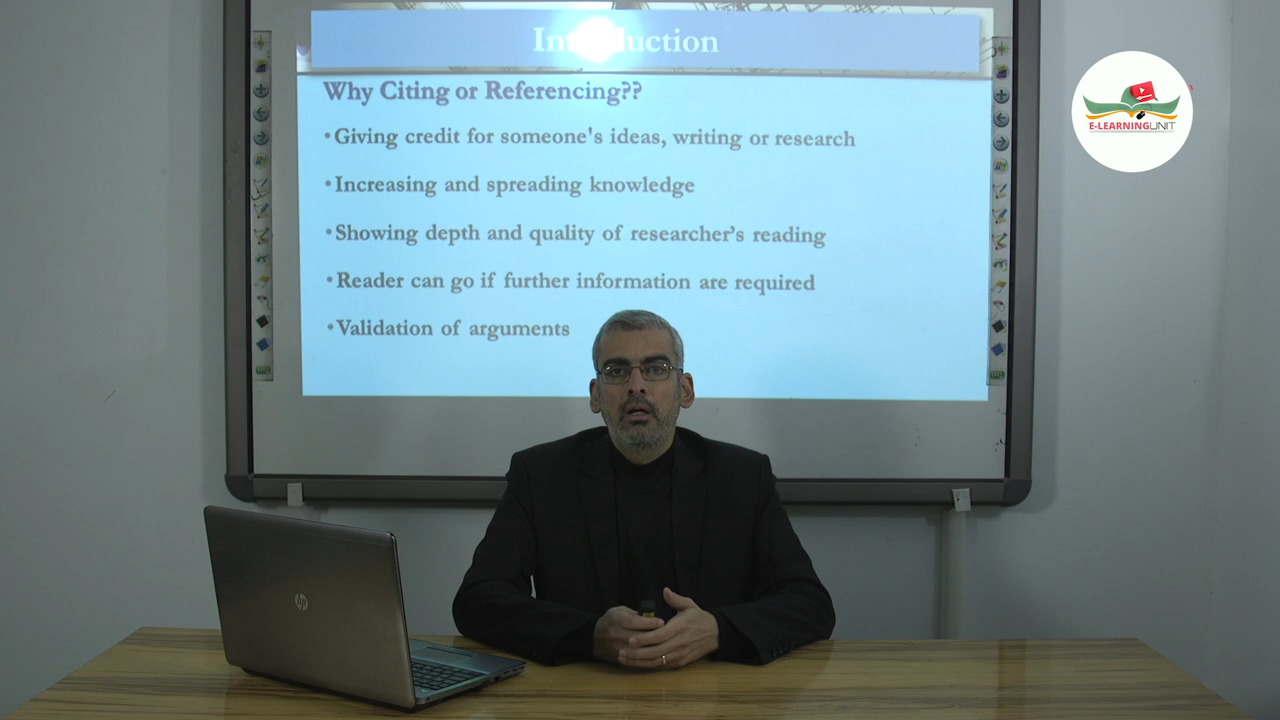 Introduction
Why Citing or Referencing??
•Giving credit for someone's ideas, writing or research
•Increasing and spreading knowledge
•Showing depth and quality of researcher's reading
•Reader can go if further information are required
•Validation of arguments
E-LEARNINGUNIT
hp